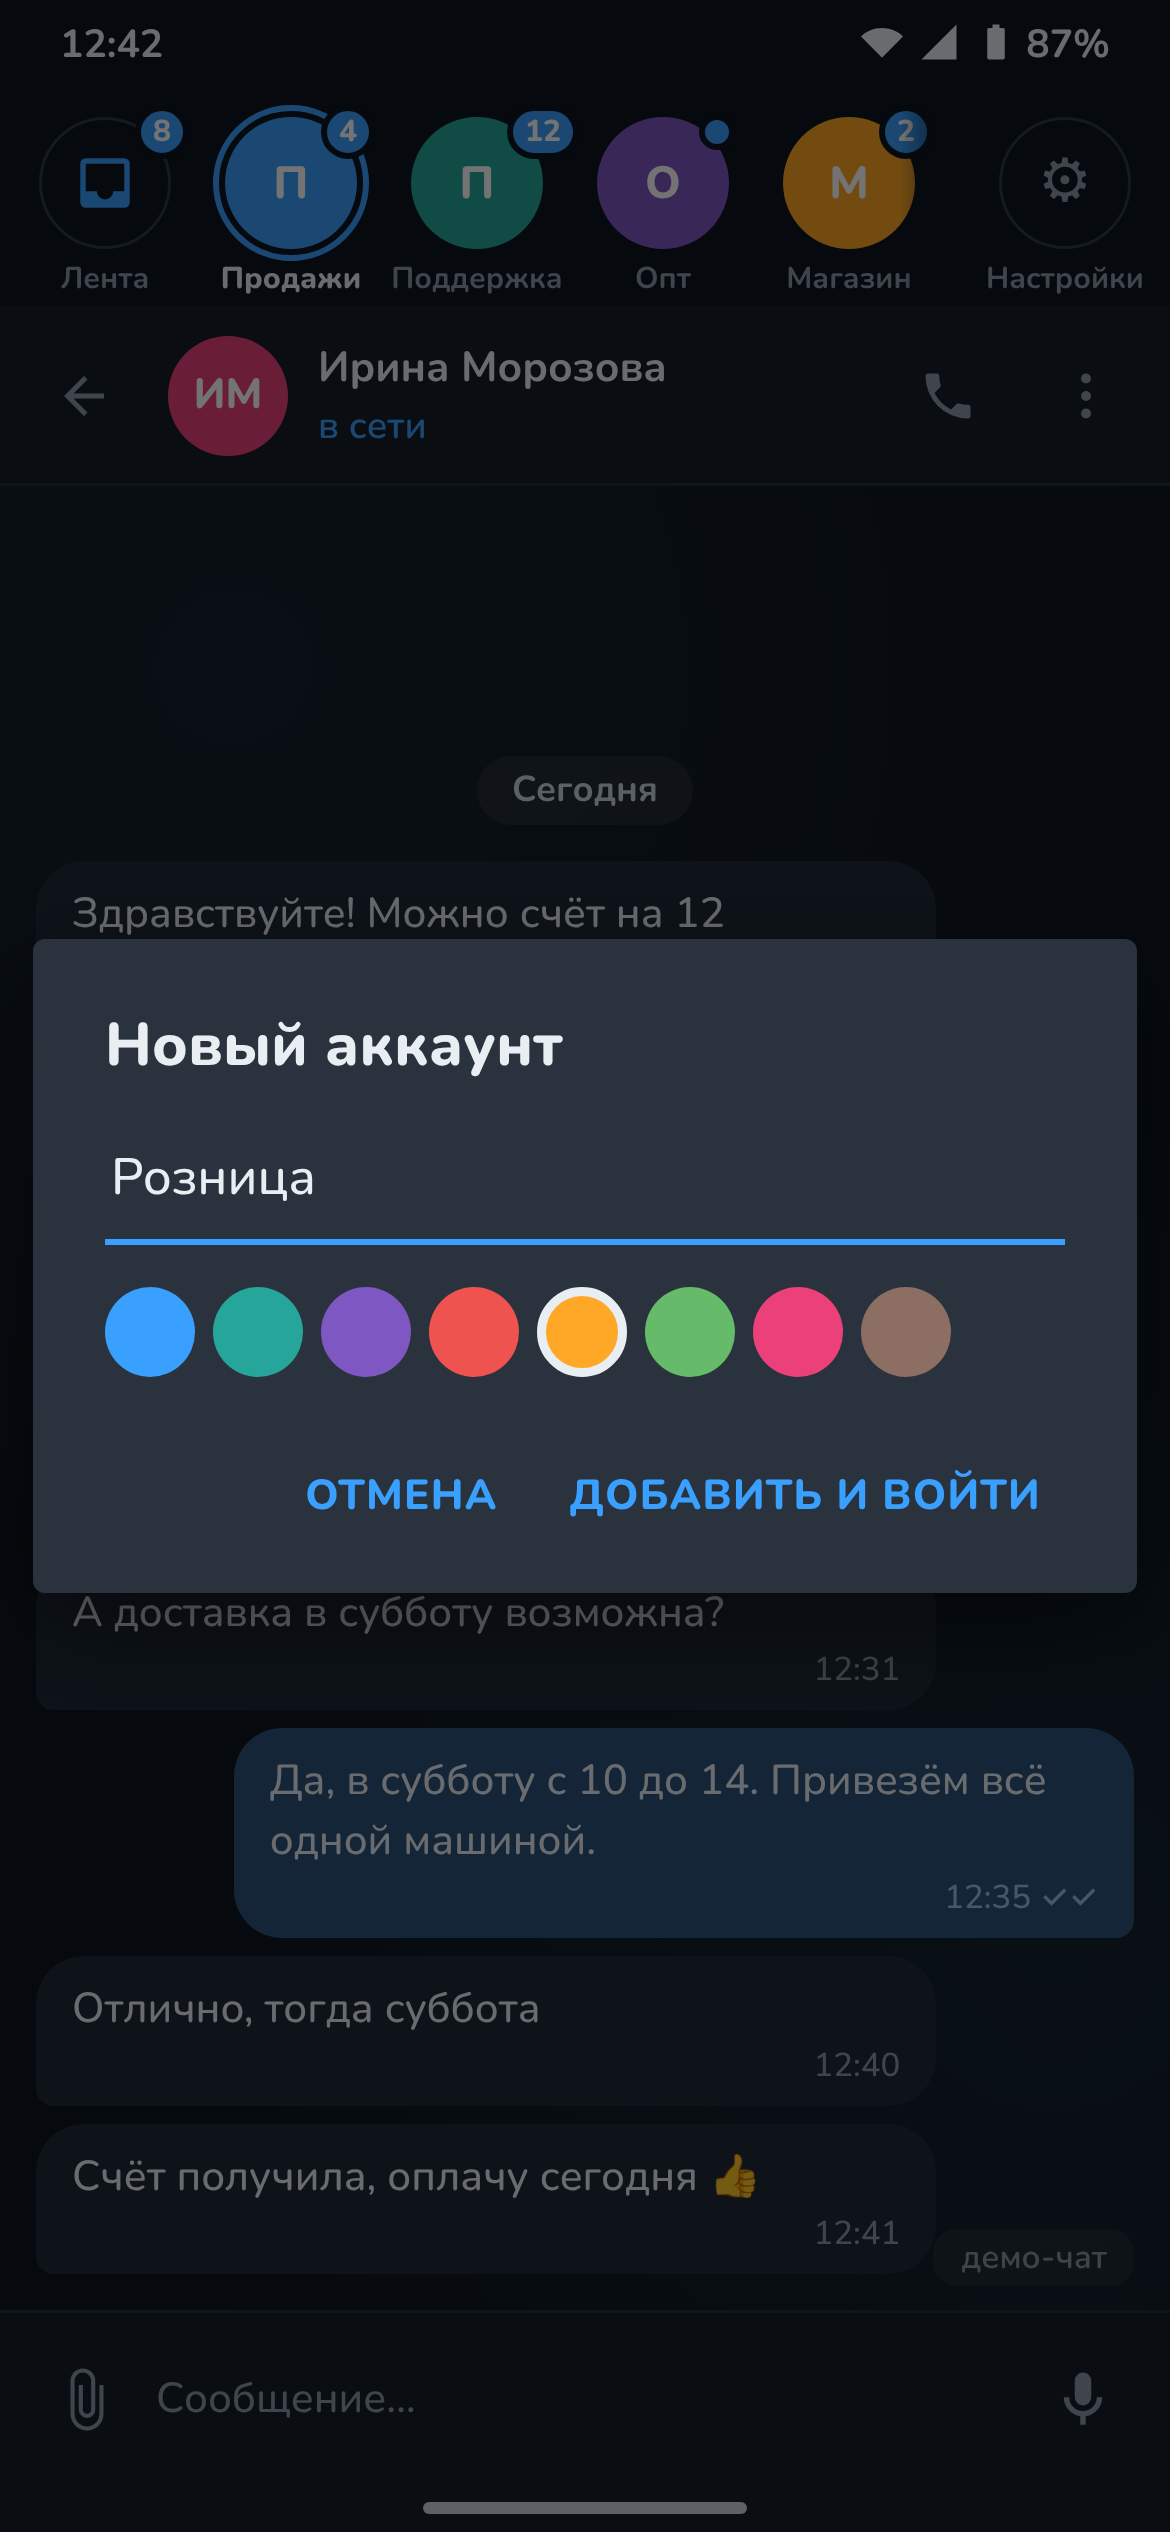 12:42
87%
8
4
12
2
П
П
О
М
Лента
Продажи
Поддержка
Опт
Магазин
Настройки
ИМ
Ирина Морозова
в сети
Сегодня
Здравствуйте! Можно счёт на 12
Новый аккаунт
Розница
ОТМЕНА
ДОБАВИТЬ И ВОЙТИ
А доставка в субботу возможна?
12:31
Да, в субботу с 10 до 14. Привезём всё
одной машиной.
12:35
Отлично, тогда суббота
12:40
Счёт получила, оплачу сегодня 👍
12:41
демо-чат
Сообщение...